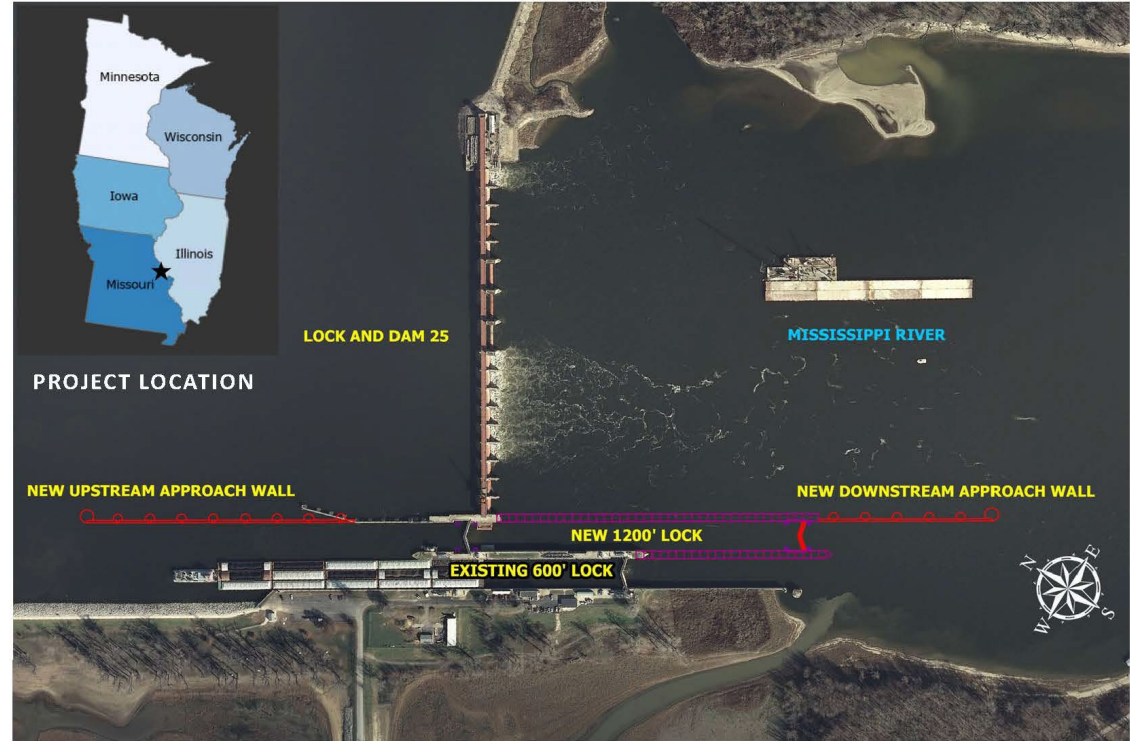 Minnesota
Wisconsin
Iowa
Illinois
Missouri
PROJECT LOCATION
LOCK AND DAM 25
MISSISSIPPI RIVER
NEW UPSTREAM APPROACH WALL
NEW DOWNSTREAM APPROACH WALL
NEW 1200' LOCK
EXISTING 600' LOCK
N
E
W
S